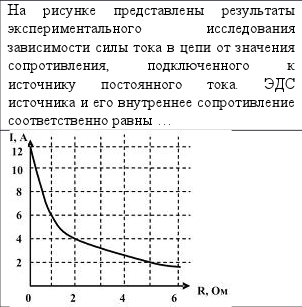 На рисунке представлены результаты
экспериментального исследования
зависимости силы тока в цепи от значения
сопротивления, подключенного к
источнику постоянного тока. ЭДС
источника и его внутреннее сопротивление
соответственно равны …
I, А
12
10
8
6
4
2
0 2 4 6
R, Ом